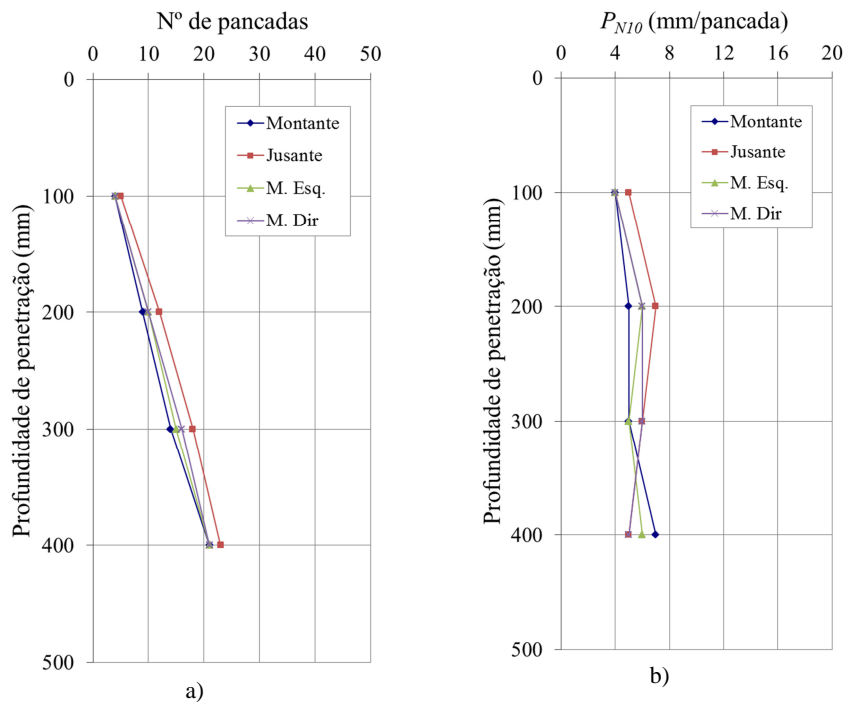 Nº de pancadas
0 10 20 30 40 50
0
100
200
300
400
500
Profundidade de penetração (mm)
Montante
Jusante
M. Esq.
M. Dir
a)
P_N10 (mm/pancada)
0 4 8 12 16 20
0
100
200
300
400
500
Profundidade de penetração (mm)
Montante
Jusante
M. Esq.
M. Dir
b)